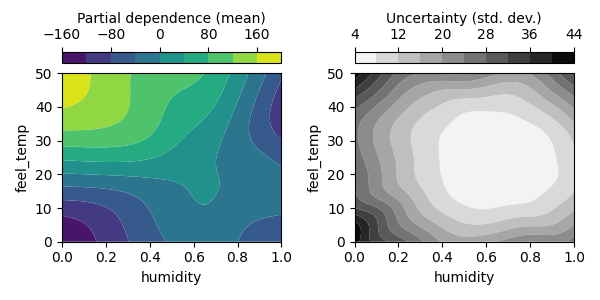 Partial dependence (mean)
−160 −80 0 80 160
50
40
30
20
10
0
feel_temp
0.0 0.2 0.4 0.6 0.8 1.0
humidity
Uncertainty (std. dev.)
4 12 20 28 36 44
50
40
30
20
10
0
feel_temp
0.0 0.2 0.4 0.6 0.8 1.0
humidity